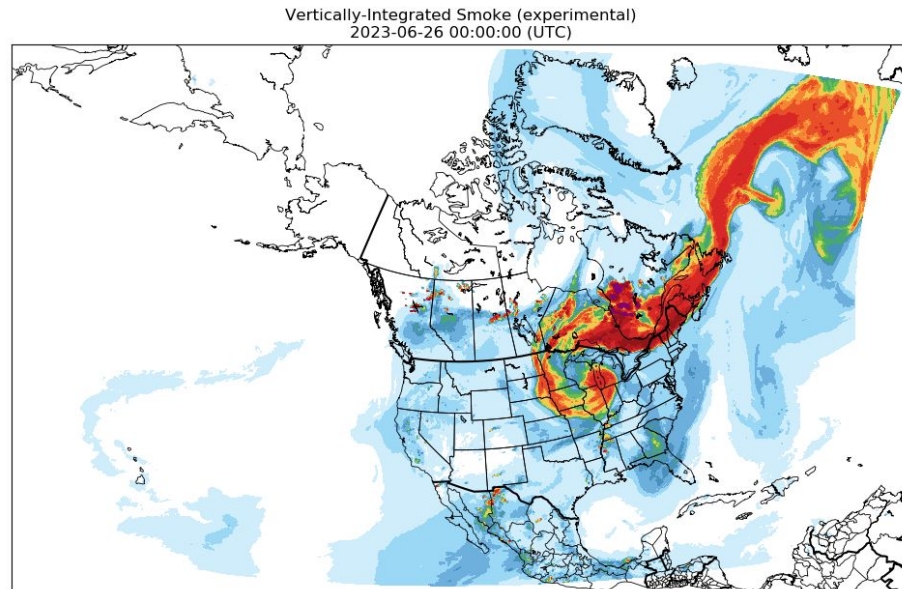 Vertically-Integrated Smoke (experimental)
2023-06-26 00:00:00 (UTC)